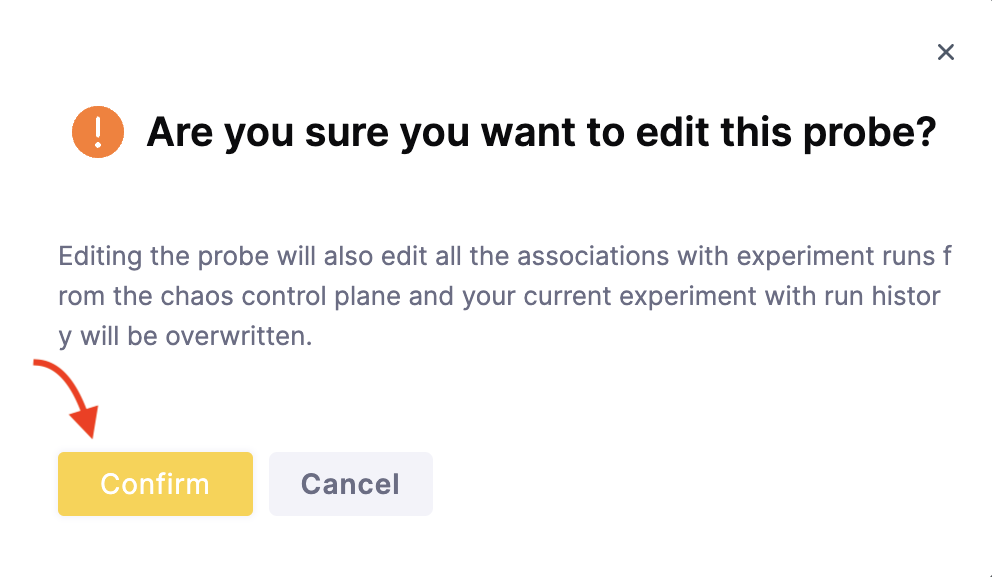 Are you sure you want to edit this probe?
Editing the probe will also edit all the associations with experiment runs f
rom the chaos control plane and your current experiment with run histor
y will be overwritten.
Confirm Cancel